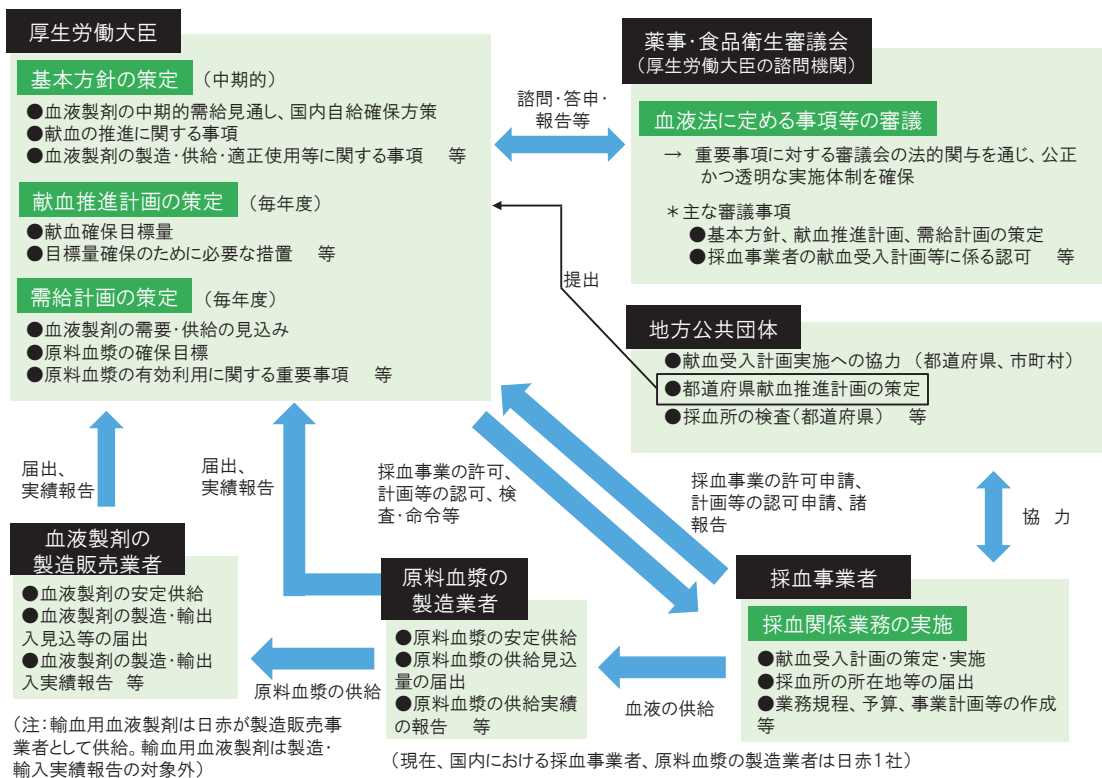 厚生労働大臣
基本方針の策定 （中期的）
●血液製剤の中期的需給見通し、国内自給確保方策
●献血の推進に関する事項
●血液製剤の製造・供給・適正使用等に関する事項　等
献血推進計画の策定 （毎年度）
●献血確保目標量
●目標量確保のために必要な措置　等
需給計画の策定 （毎年度）
●血液製剤の需要・供給の見込み
●原料血漿の確保目標
●原料血漿の有効利用に関する重要事項　等
諮問・答申・
報告等
薬事・食品衛生審議会
（厚生労働大臣の諮問機関）
血液法に定める事項等の審議
→　重要事項に対する審議会の法的関与を通じ、公正
かつ透明な実施体制を確保
＊主な審議事項
●基本方針、献血推進計画、需給計画の策定
●採血事業者の献血受入計画等に係る認可　等
提出
地方公共団体
●献血受入計画実施への協力 （都道府県、市町村）
●都道府県献血推進計画の策定
●採血所の検査（都道府県）　等
届出、
実績報告
届出、
実績報告
採血事業の許可、
計画等の認可、検
査・命令等
採血事業の許可申請、
計画等の認可申請、諸
報告
協　力
血液製剤の
製造販売業者
●血液製剤の安定供給
●血液製剤の製造・輸出
入見込等の届出
●血液製剤の製造・輸出
入実績報告 等
原料血漿の供給
原料血漿の
製造業者
●原料血漿の安定供給
●原料血漿の供給見込
量の届出
●原料血漿の供給実績
の報告　等
血液の供給
採血事業者
採血関係業務の実施
●献血受入計画の策定・実施
●採血所の所在地等の届出
●業務規程、予算、事業計画等の作成
等
（注：輸血用血液製剤は日赤が製造販売事
業者として供給。輸血用血液製剤は製造・
輸入実績報告の対象外）
（現在、国内における採血事業者、原料血漿の製造業者は日赤１社）